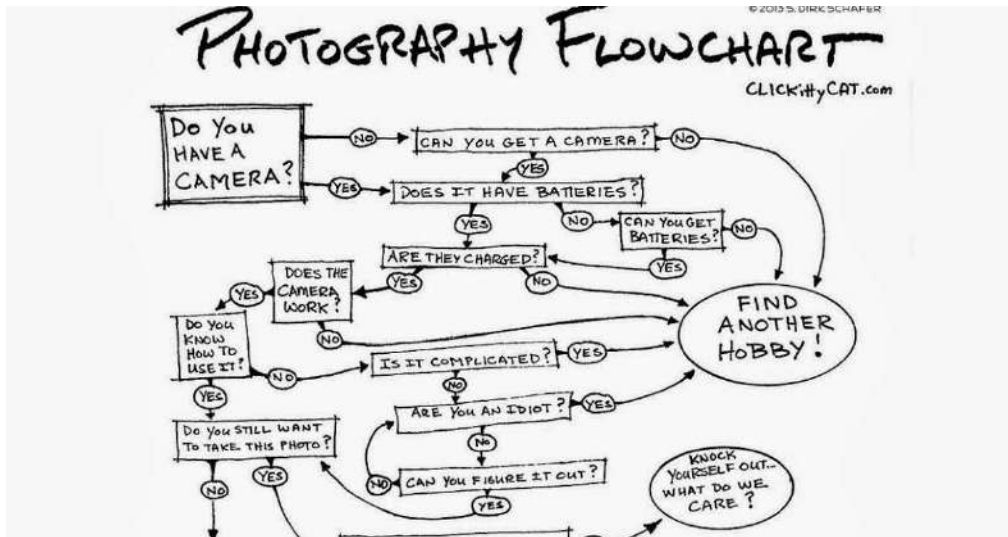 © 2013 S. DIRK SCHAFER
PHOTOGRAPHY FLOWCHART
CLICKittyCAT.com
DO YOU
HAVE A
CAMERA?
NO
CAN YOU GET A CAMERA?
NO
YES
YES
DOES IT HAVE BATTERIES?
YES
NO
CAN YOU GET
BATTERIES?
NO
YES
ARE THEY CHARGED?
YES
NO
DOES THE
CAMERA
WORK?
YES
NO
FIND
ANOTHER
HOBBY!
DO YOU
KNOW
HOW TO
USE IT?
NO
YES
IS IT COMPLICATED?
YES
NO
ARE YOU AN IDIOT?
YES
NO
DO YOU STILL WANT
TO TAKE THIS PHOTO?
NO
YES
CAN YOU FIGURE IT OUT?
NO
YES
KNOCK
YOURSELF OUT...
WHAT DO WE
CARE?